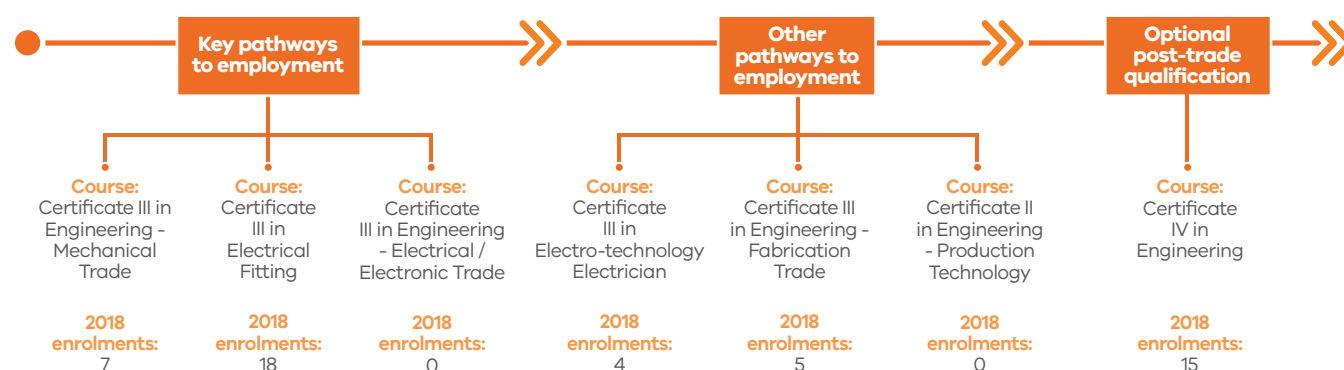 Key pathways
to employment
Other
pathways to
employment
Optional
post-trade
qualification
Course:
Certificate III in
Engineering -
Mechanical
Trade
2018
enrolments:
7
Course:
Certificate
III in
Electrical
Fitting
2018
enrolments:
18
Course:
Certificate
III in Engineering
- Electrical /
Electronic Trade
2018
enrolments:
0
Course:
Certificate
III in
Electro-technology
Electrician
2018
enrolments:
4
Course:
Certificate III
in Engineering -
Fabrication
Trade
2018
enrolments:
5
Course:
Certificate II
in Engineering
- Production
Technology
2018
enrolments:
0
Course:
Certificate
IV in
Engineering
2018
enrolments:
15